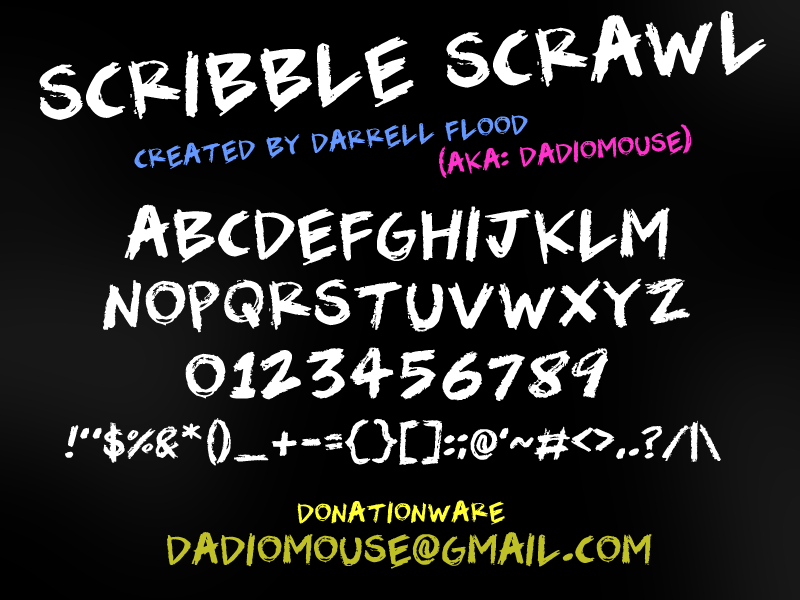 SCRIBBLE SCRAWL
CREATED BY DARRELL FLOOD
(AKA: DADIOMOUSE)
ABCDEFGHIJKLM
NOPQRSTUVWXYZ
0123456789
!"$%&*()_+-={}[]:;@'~#<>,.?/|\
DONATIONWARE
DADIOMOUSE@GMAIL.COM